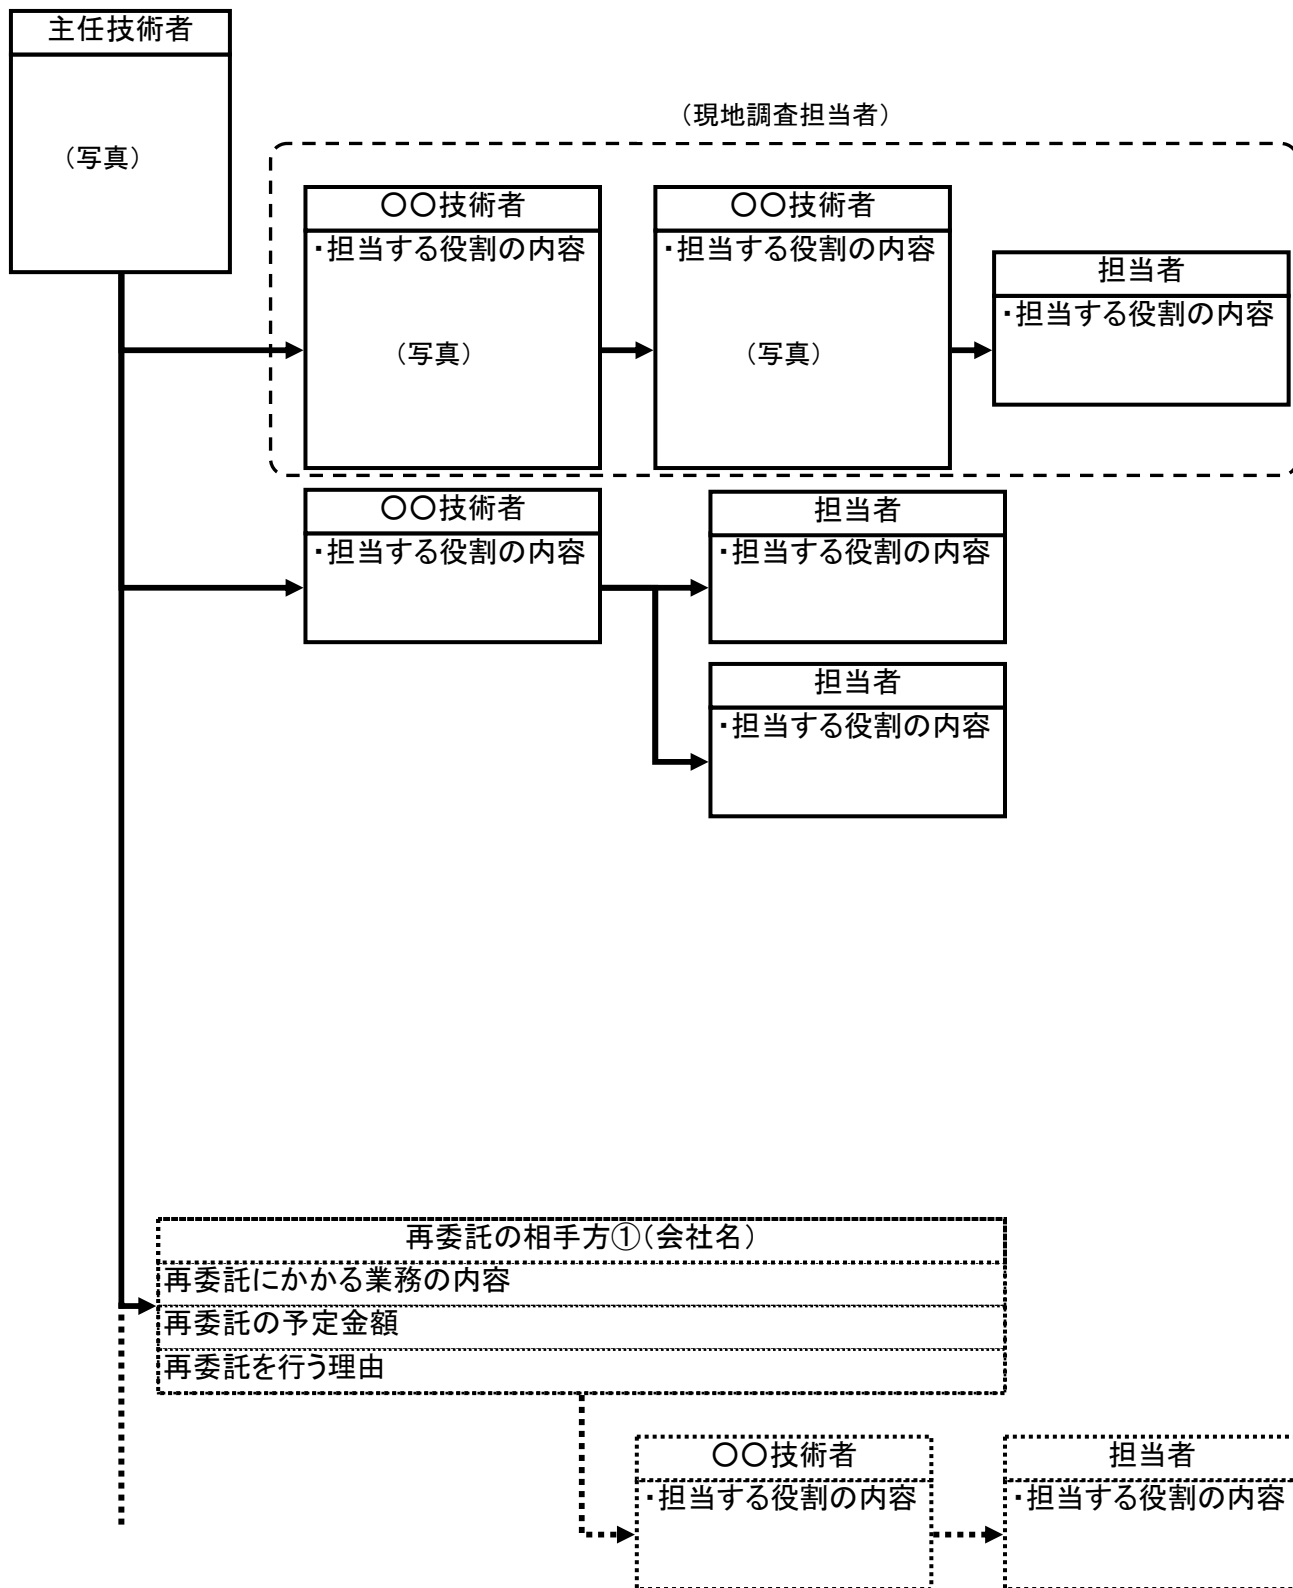 主任技術者
（写真）
（現地調査担当者）
〇〇技術者
・担当する役割の内容
（写真）
〇〇技術者
・担当する役割の内容
（写真）
担当者
・担当する役割の内容
〇〇技術者
・担当する役割の内容
担当者
・担当する役割の内容
担当者
・担当する役割の内容
再委託の相手方①（会社名）
再委託にかかる業務の内容
再委託の予定金額
再委託を行う理由
〇〇技術者
・担当する役割の内容
担当者
・担当する役割の内容